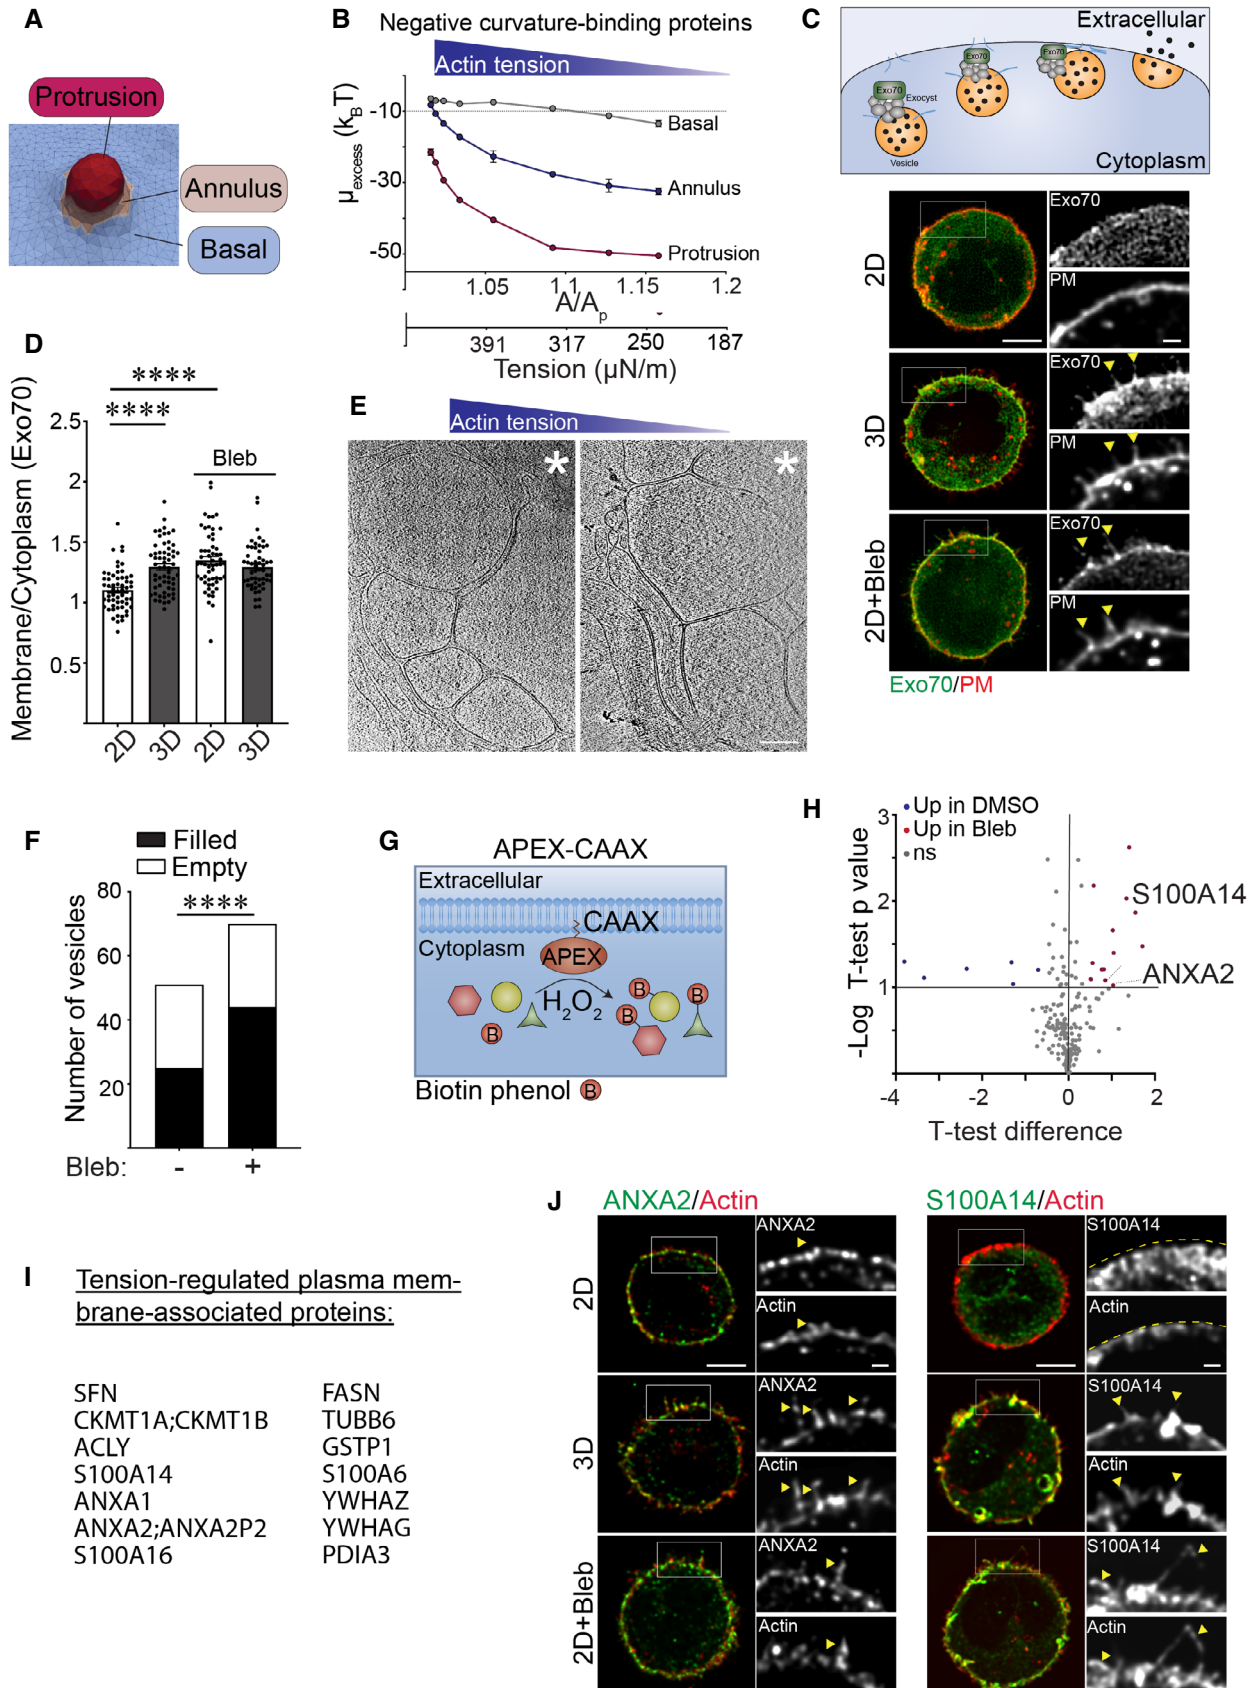 A
Protrusion
Annulus
Basal
B
Negative curvature-binding proteins
Actin tension
μexcess (kBT)
-10
-30
-50
Basal
Annulus
Protrusion
1.05
1.1
1.15
1.2
A/Ap
391
317
250
187
Tension (μN/m)
C
Extracellular
Exo70
Exo70
Exo70
Exocyst
Vesicle
Cytoplasm
2D
Exo70
PM
3D
Exo70
PM
2D+Bleb
Exo70
PM
Exo70/PM
D
Membrane/Cytoplasm (Exo70)
2.5
2
1.5
1
0.5
****
****
Bleb
2D
3D
2D
3D
E
Actin tension
*
*
F
Filled
Empty
Number of vesicles
80
60
40
20
****
Bleb:
-
+
G
APEX-CAAX
Extracellular
CAAX
Cytoplasm
APEX
H2O2
B
B
B
B
Biotin phenol B
H
Up in DMSO
Up in Bleb
ns
-Log T-test p value
3
2
1
S100A14
ANXA2
-4
-2
0
2
T-test difference
I
Tension-regulated plasma mem-
brane-associated proteins:
SFN
CKMT1A;CKMT1B
ACLY
S100A14
ANXA1
ANXA2;ANXA2P2
S100A16
FASN
TUBB6
GSTP1
S100A6
YWHAZ
YWHAG
PDIA3
J
ANXA2/Actin
S100A14/Actin
2D
ANXA2
Actin
S100A14
Actin
3D
ANXA2
Actin
S100A14
Actin
2D+Bleb
ANXA2
Actin
S100A14
Actin